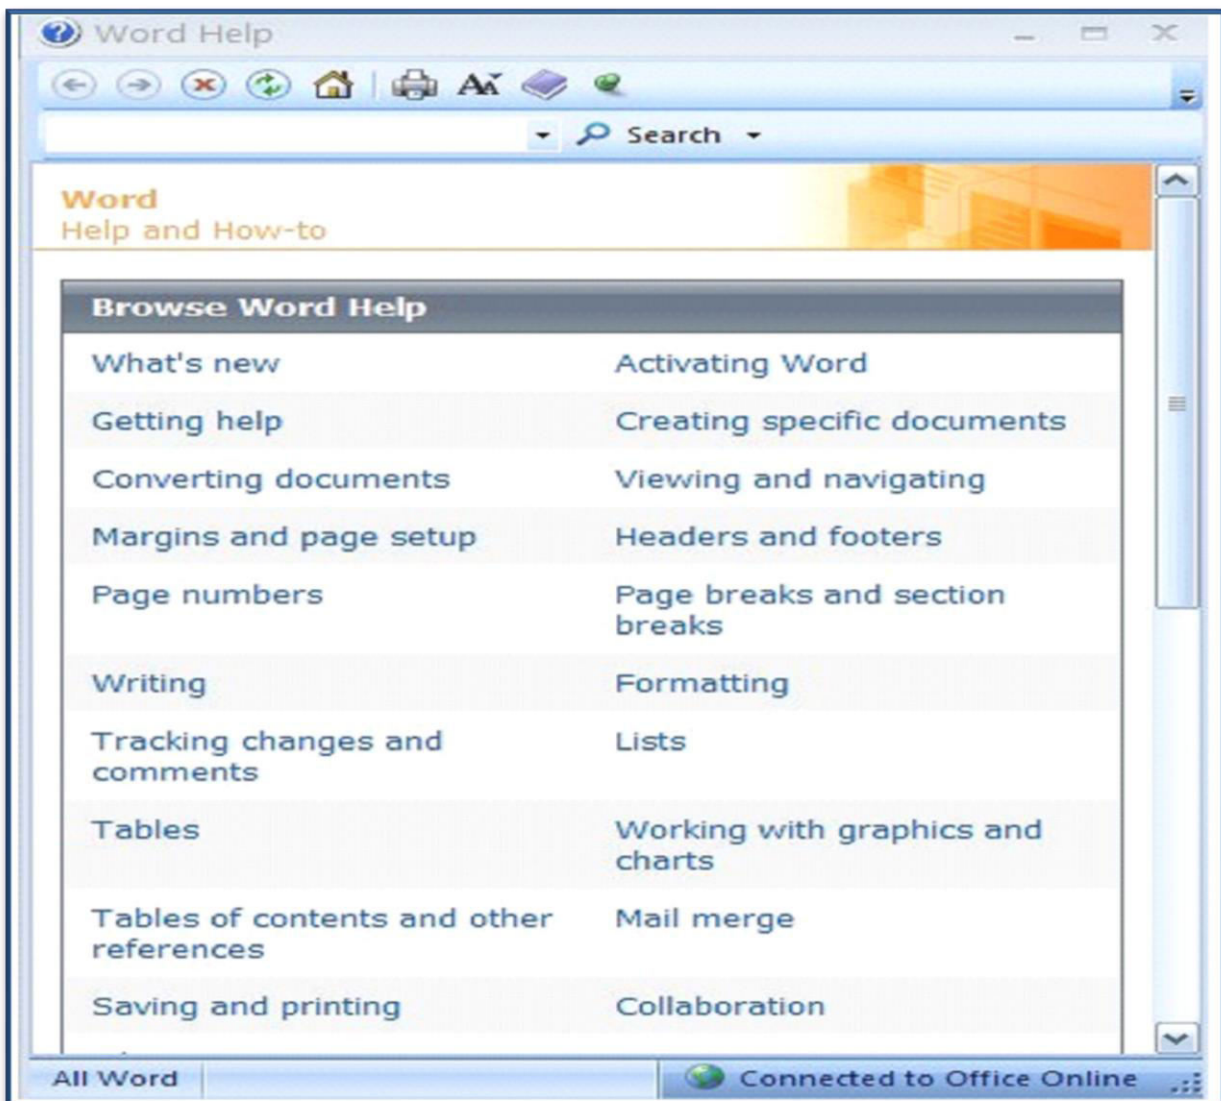 Word Help
Search
Word
Help and How-to
Browse Word Help
What's new
Activating Word
Getting help
Creating specific documents
Converting documents
Viewing and navigating
Margins and page setup
Headers and footers
Page numbers
Page breaks and section
breaks
Writing
Formatting
Tracking changes and
comments
Lists
Tables
Working with graphics and
charts
Tables of contents and other
references
Mail merge
Saving and printing
Collaboration
All Word
Connected to Office Online